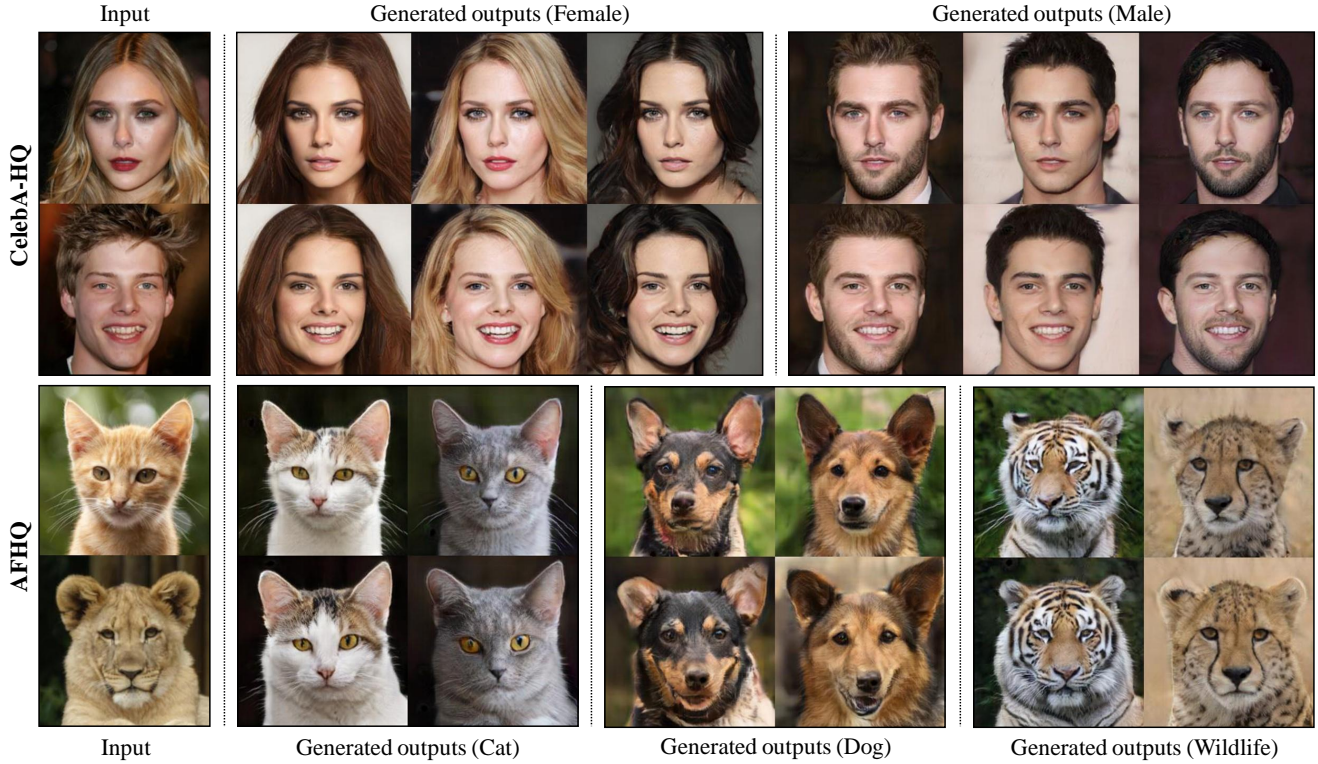 Input
Generated outputs (Female)
Generated outputs (Male)
CelebA-HQ
AFHQ
Input
Generated outputs (Cat)
Generated outputs (Dog)
Generated outputs (Wildlife)